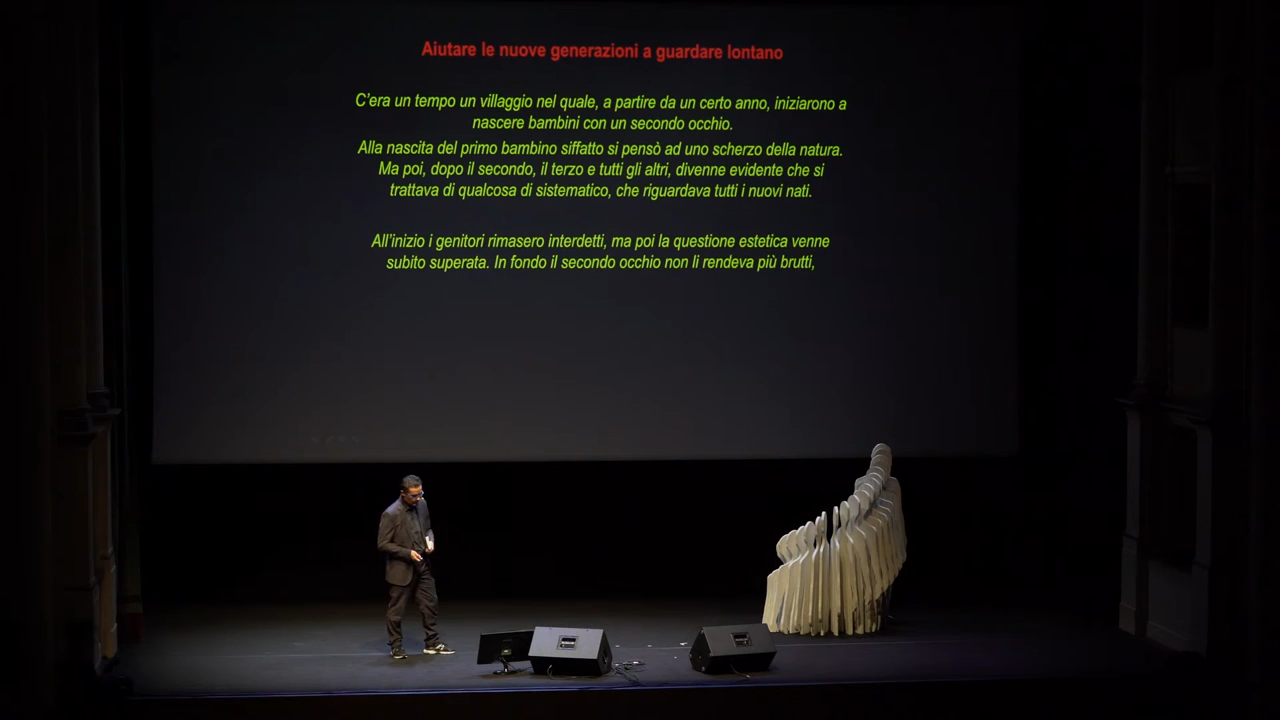 Aiutare le nuove generazioni a guardare lontano
C'era un tempo un villaggio nel quale, a partire da un certo anno, iniziarono a
nascere bambini con un secondo occhio.
Alla nascita del primo bambino siffatto si pensò ad uno scherzo della natura.
Ma poi, dopo il secondo, il terzo e tutti gli altri, divenne evidente che si
trattava di qualcosa di sistematico, che riguardava tutti i nuovi nati.
All'inizio i genitori rimasero interdetti, ma poi la questione estetica venne
subito superata. In fondo il secondo occhio non li rendeva più brutti,